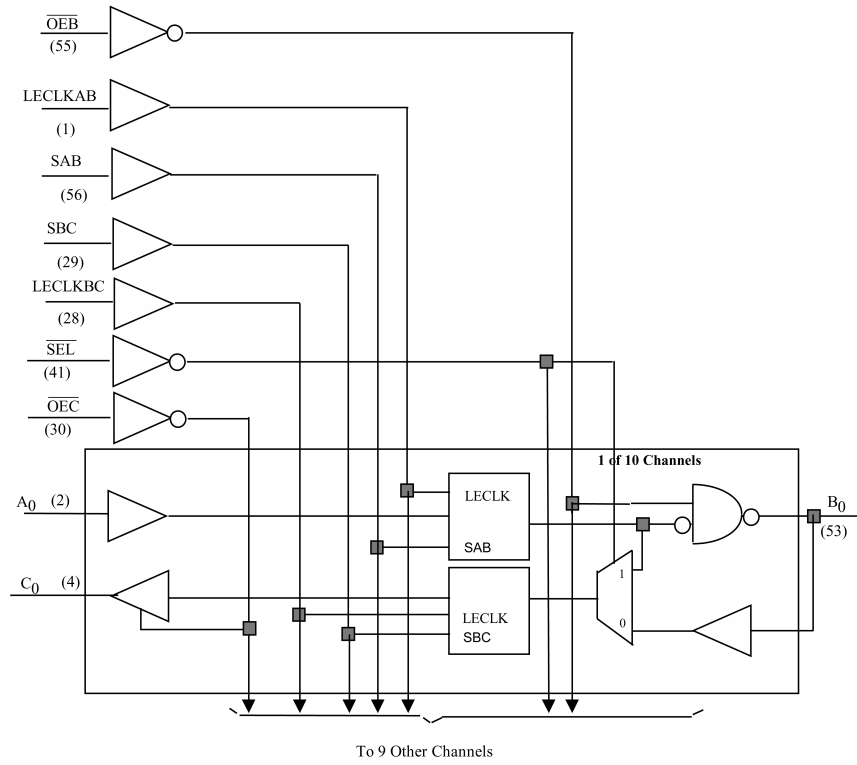 OEB
(55)
LECLKAB
(1)
SAB
(56)
SBC
(29)
LECLKBC
(28)
SEL
(41)
OEC
(30)
1 of 10 Channels
A0 (2)
LECLK
SAB
B0
(53)
C0 (4)
1
LECLK
SBC
0
To 9 Other Channels